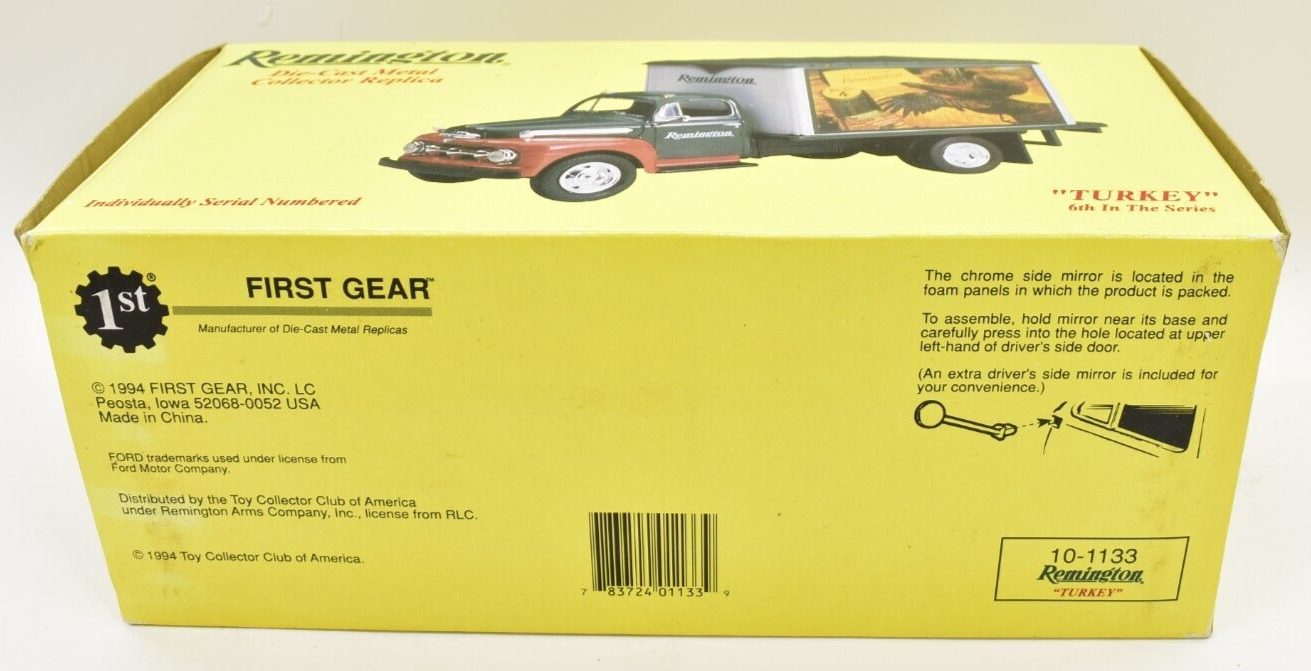 Remington®
Die-Cast Metal
Collector Replica
Remington
Remington
Remington
4
Individually Serial Numbered
"TURKEY"
6th In The Series
1st®
FIRST GEAR™
Manufacturer of Die-Cast Metal Replicas
© 1994 FIRST GEAR, INC. LC
Peosta, Iowa 52068-0052 USA
Made in China.
FORD trademarks used under license from
Ford Motor Company.
Distributed by the Toy Collector Club of America
under Remington Arms Company, Inc., license from RLC.
© 1994 Toy Collector Club of America.
7 83724 01133 9
The chrome side mirror is located in the
foam panels in which the product is packed.
To assemble, hold mirror near its base and
carefully press into the hole located at upper
left-hand of driver's side door.
(An extra driver's side mirror is included for
your convenience.)
10-1133
Remington®
"TURKEY"